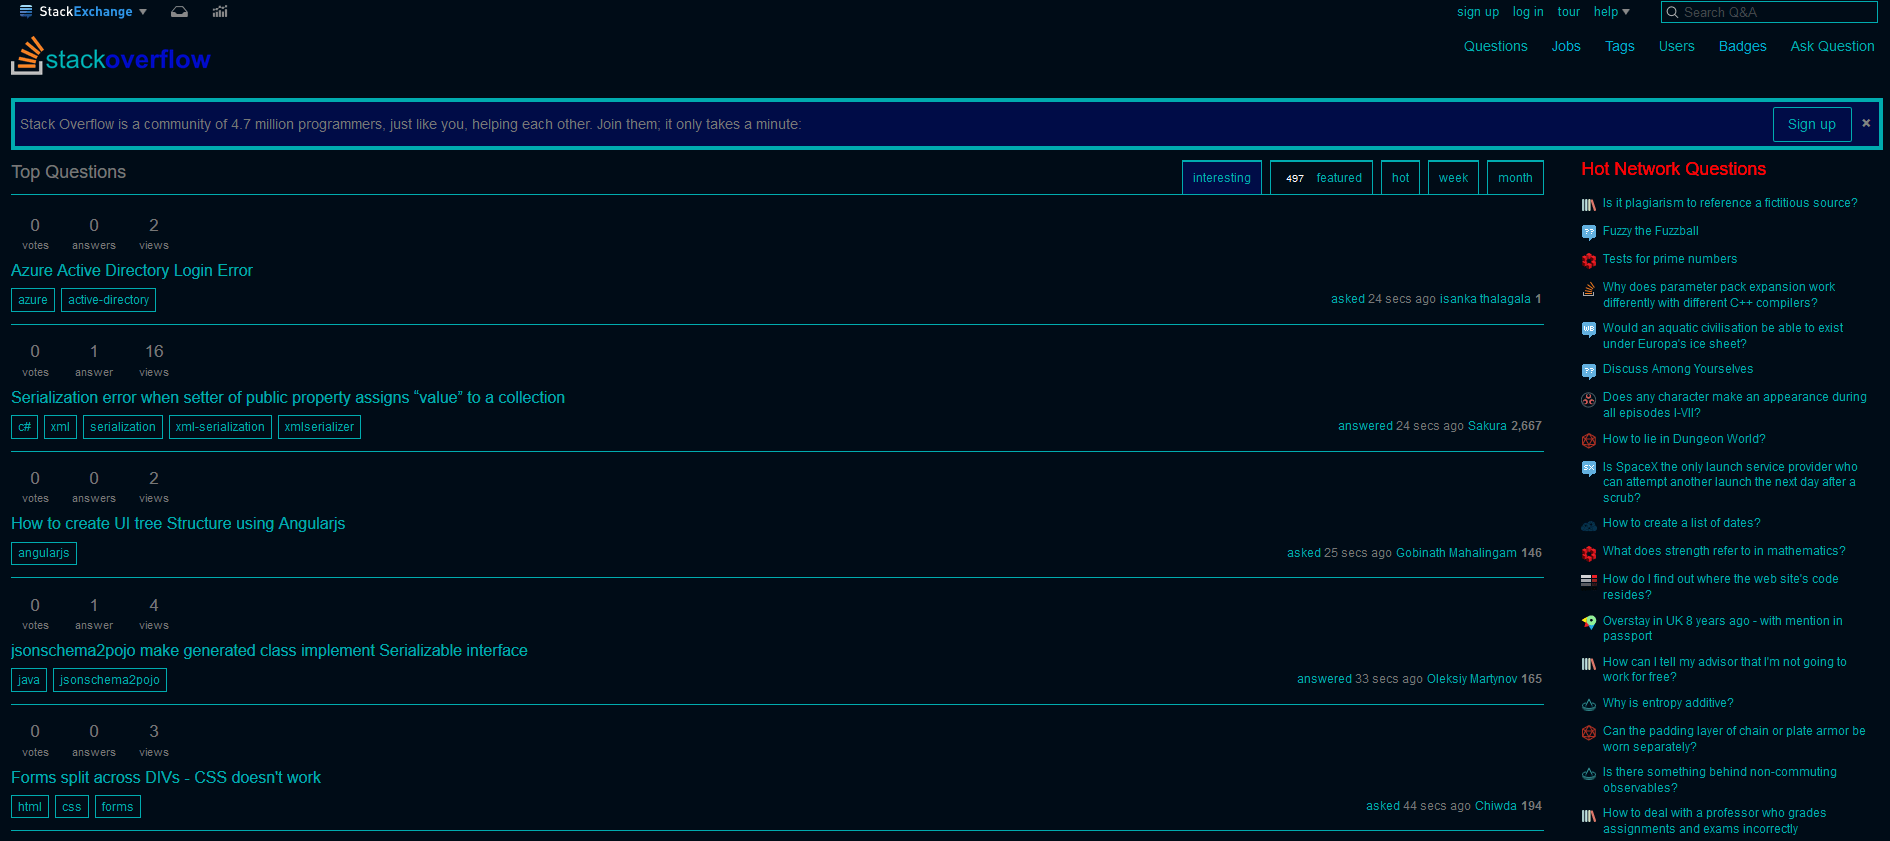 StackExchange
sign up log in tour help
Search Q&A
stackoverflow
Questions Jobs Tags Users Badges Ask Question
Stack Overflow is a community of 4.7 million programmers, just like you, helping each other. Join them; it only takes a minute:
Sign up ×
Top Questions
interesting 497 featured hot week month
0 0 2
votes answers views
Azure Active Directory Login Error
azure active-directory
asked 24 secs ago isanka thalagala 1
0 1 16
votes answer views
Serialization error when setter of public property assigns “value” to a collection
c# xml serialization xml-serialization xmlserializer
answered 24 secs ago Sakura 2,667
0 0 2
votes answers views
How to create UI tree Structure using Angularjs
angularjs
asked 25 secs ago Gobinath Mahalingam 146
0 1 4
votes answer views
jsonschema2pojo make generated class implement Serializable interface
java jsonschema2pojo
answered 33 secs ago Oleksiy Martynov 165
0 0 3
votes answers views
Forms split across DIVs - CSS doesn't work
html css forms
asked 44 secs ago Chiwda 194
Hot Network Questions
Is it plagiarism to reference a fictitious source?
Fuzzy the Fuzzball
Tests for prime numbers
Why does parameter pack expansion work
differently with different C++ compilers?
Would an aquatic civilisation be able to exist
under Europa's ice sheet?
Discuss Among Yourselves
Does any character make an appearance during
all episodes I-VII?
How to lie in Dungeon World?
Is SpaceX the only launch service provider who
can attempt another launch the next day after a
scrub?
How to create a list of dates?
What does strength refer to in mathematics?
How do I find out where the web site's code
resides?
Overstay in UK 8 years ago - with mention in
passport
How can I tell my advisor that I'm not going to
work for free?
Why is entropy additive?
Can the padding layer of chain or plate armor be
worn separately?
Is there something behind non-commuting
observables?
How to deal with a professor who grades
assignments and exams incorrectly